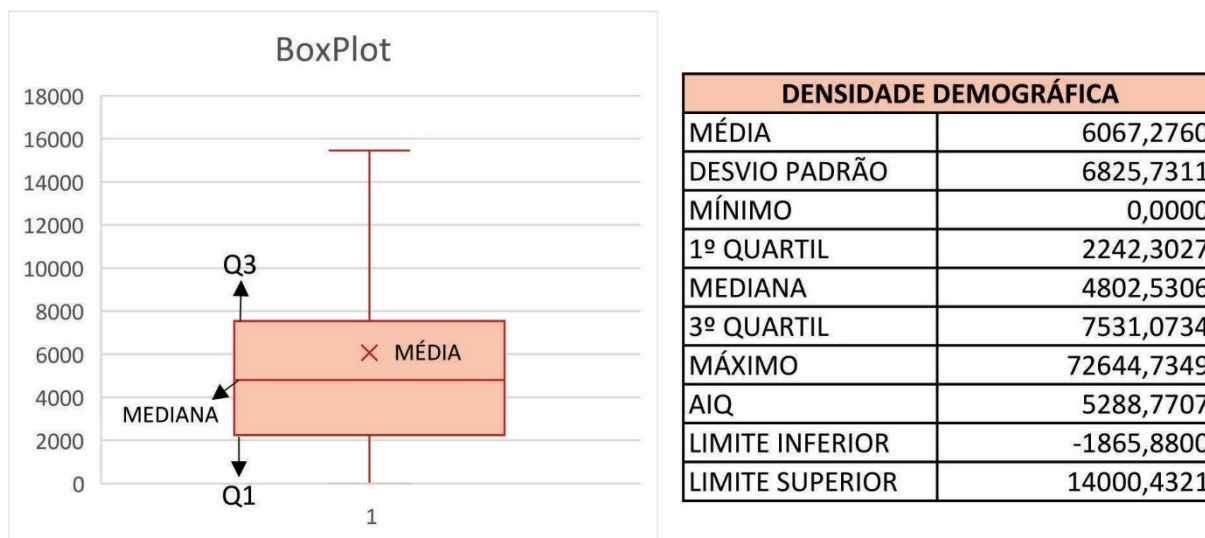 BoxPlot
18000
16000
14000
12000
10000
8000
6000
4000
2000
0
Q3
MÉDIA
MEDIANA
Q1
1
DENSIDADE DEMOGRÁFICA
MÉDIA 6067,2760
DESVIO PADRÃO 6825,7311
MÍNIMO 0,0000
1º QUARTIL 2242,3027
MEDIANA 4802,5306
3º QUARTIL 7531,0734
MÁXIMO 72644,7349
AIQ 5288,7707
LIMITE INFERIOR -1865,8800
LIMITE SUPERIOR 14000,4321